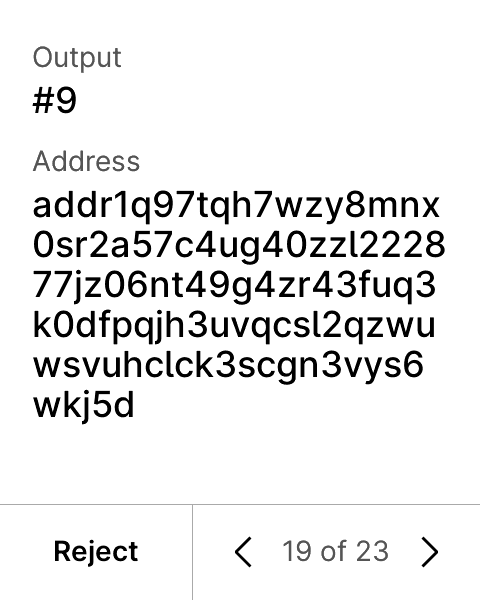 Output
#9
Address
addr1q97tqh7wzy8mnx
0sr2a57c4ug40zzl2228
77jz06nt49g4zr43fuq3
k0dfpqjh3uvqcsl2qzwu
wsvuhclck3scgn3vys6
wkj5d
Reject
19 of 23